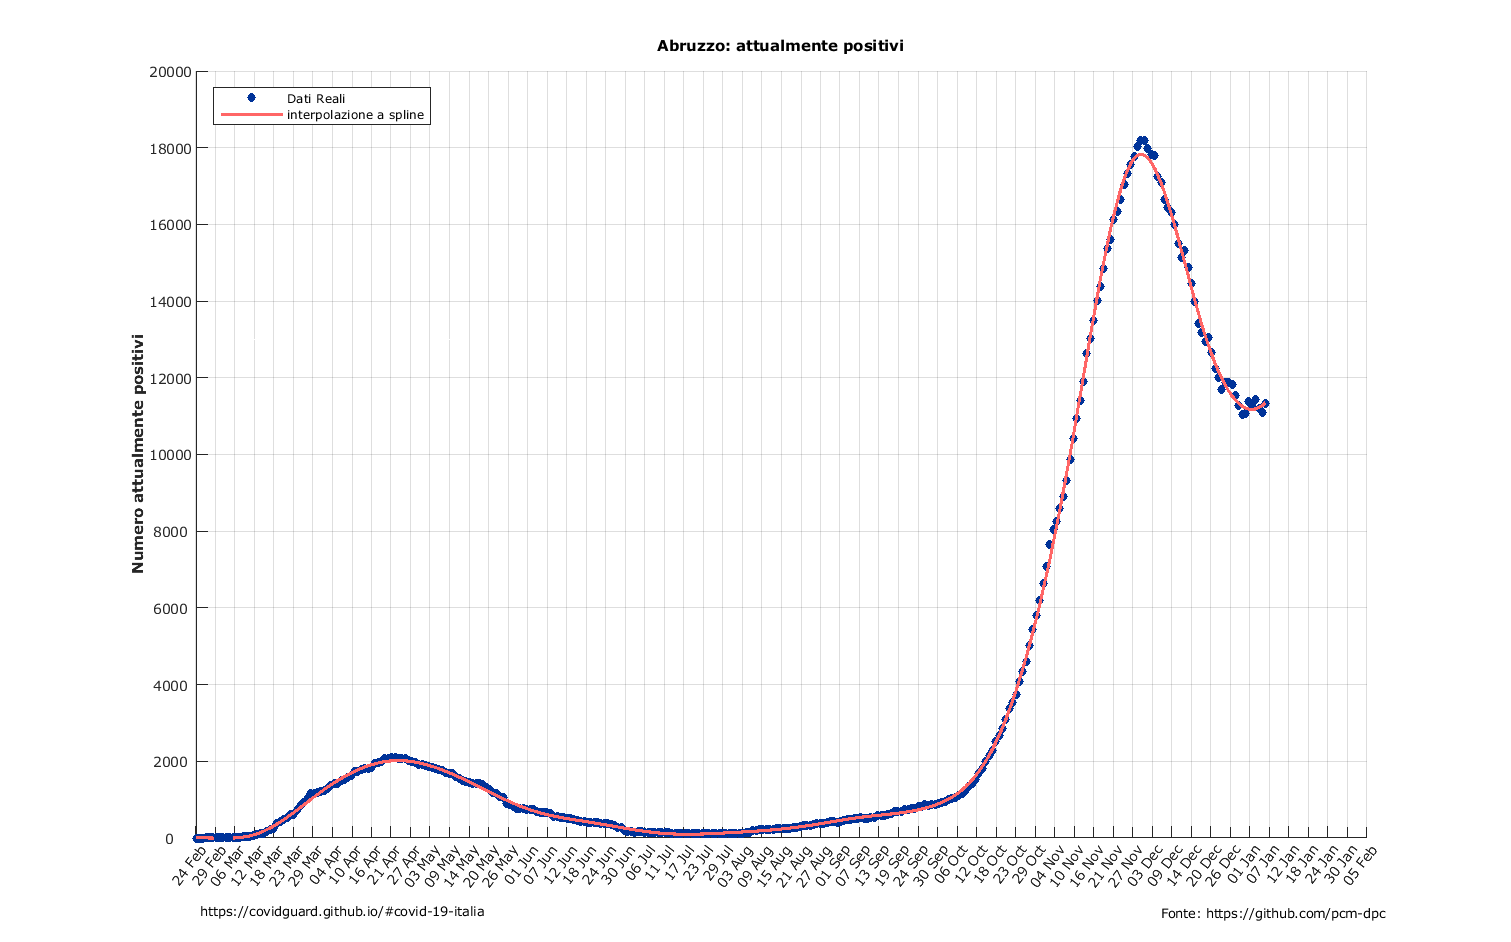 Abruzzo: attualmente positivi
Dati Reali
interpolazione a spline
Numero attualmente positivi
20000
18000
16000
14000
12000
10000
8000
6000
4000
2000
0
24 Feb
29 Feb
06 Mar
12 Mar
18 Mar
23 Mar
29 Mar
04 Apr
10 Apr
16 Apr
21 Apr
27 Apr
03 May
09 May
14 May
20 May
26 May
01 Jun
07 Jun
12 Jun
18 Jun
24 Jun
30 Jun
06 Jul
11 Jul
17 Jul
23 Jul
29 Jul
03 Aug
09 Aug
15 Aug
21 Aug
27 Aug
01 Sep
07 Sep
13 Sep
19 Sep
24 Sep
30 Sep
06 Oct
12 Oct
18 Oct
23 Oct
29 Oct
04 Nov
10 Nov
16 Nov
21 Nov
27 Nov
03 Dec
09 Dec
14 Dec
20 Dec
26 Dec
01 Jan
07 Jan
12 Jan
18 Jan
24 Jan
30 Jan
05 Feb
https://covidguard.github.io/#covid-19-italia
Fonte: https://github.com/pcm-dpc